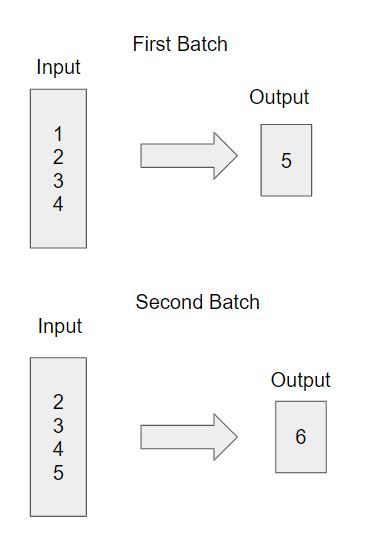 First Batch
Input
Output
1
2
3
4
5
Second Batch
Input
Output
2
3
4
5
6